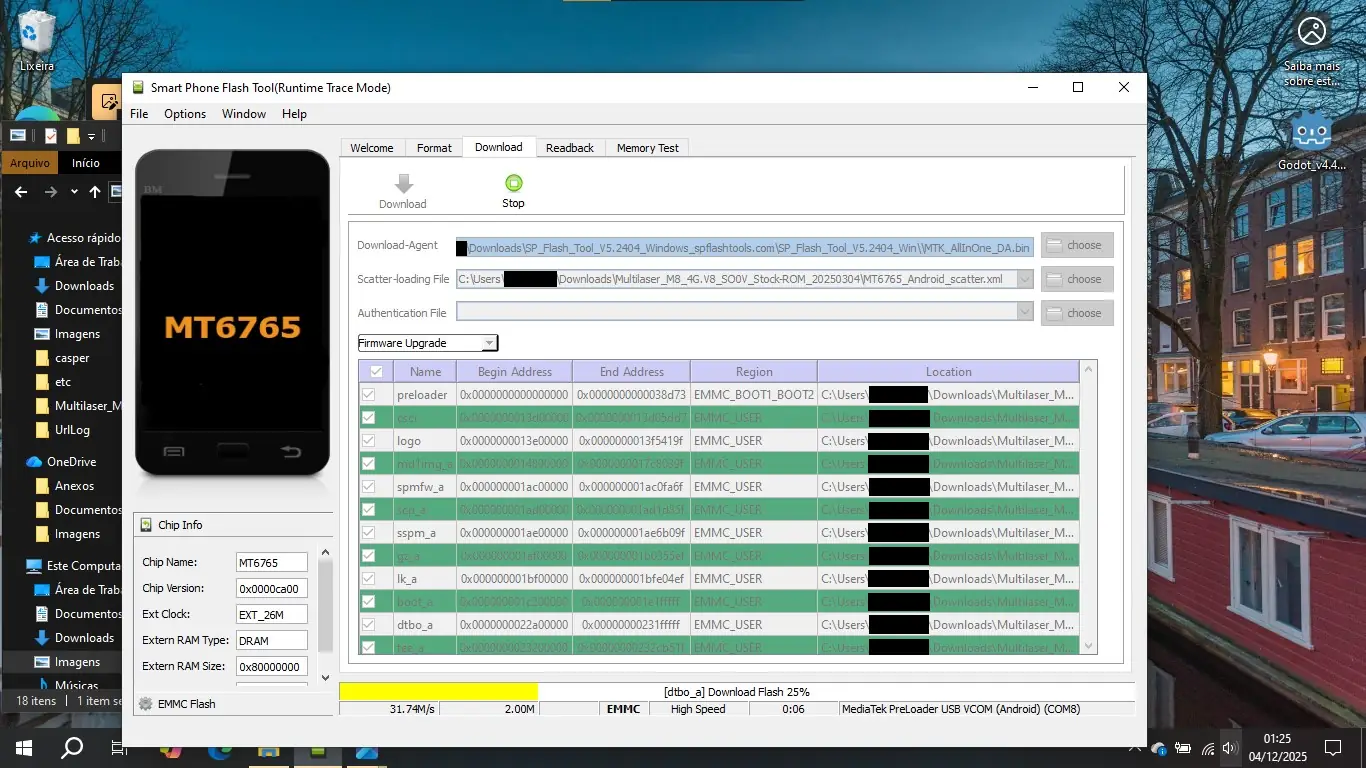 Lixeira
Saiba mais
sobre est...
Godot_v4.4...
Arquivo
Início
Acesso rápido
Área de Trab
Downloads
Documentos
Imagens
casper
etc
Multilaser_M
UrlLog
OneDrive
Anexos
Documentos
Imagens
Este Computa
Área de Trab
Documentos
Downloads
Imagens
Músicas
18 itens
1 item se
Smart Phone Flash Tool(Runtime Trace Mode)
File Options Window Help
BM
MT6765
Chip Info
Chip Name: MT6765
Chip Version: 0x0000ca00
Ext Clock: EXT_26M
Extern RAM Type: DRAM
Extern RAM Size: 0x80000000
EMMC Flash
Welcome Format Download Readback Memory Test
Download Stop
Download-Agent \Downloads\SP_Flash_Tool_V5.2404_Windows_spflashtools.com\SP_Flash_Tool_V5.2404_Win\\MTK_AllInOne_DA.bin choose
Scatter-loading File C:\Users\ \Downloads\Multilaser_M8_4G.V8_SO0V_Stock-ROM_20250304\MT6765_Android_scatter.xml choose
Authentication File choose
Firmware Upgrade
Name Begin Address End Address Region Location
preloader 0x0000000000000000 0x0000000000038d73 EMMC_BOOT1_BOOT2 C:\Users\ \Downloads\Multilaser_M...
EMMC_USER C:\Users\ \Downloads\Multilaser_M...
logo 0x0000000013e00000 0x0000000013f5419f EMMC_USER C:\Users\ \Downloads\Multilaser_M...
md1img_a EMMC_USER C:\Users\ \Downloads\Multilaser_M...
spmfw_a 0x000000001ac00000 0x000000001ac0fa6f EMMC_USER C:\Users\ \Downloads\Multilaser_M...
EMMC_USER C:\Users\ \Downloads\Multilaser_M...
sspm_a 0x000000001ae00000 0x000000001ae6b09f EMMC_USER C:\Users\ \Downloads\Multilaser_M...
gz_a EMMC_USER C:\Users\ \Downloads\Multilaser_M...
lk_a 0x000000001bf00000 0x000000001bfe04ef EMMC_USER C:\Users\ \Downloads\Multilaser_M...
boot_a EMMC_USER C:\Users\ \Downloads\Multilaser_M...
dtbo_a 0x0000000022a00000 0x00000000231fffff EMMC_USER C:\Users\ \Downloads\Multilaser_M...
tee_a EMMC_USER C:\Users\ \Downloads\Multilaser_M...
[dtbo_a] Download Flash 25%
31.74M/s 2.00M EMMC High Speed 0:06 MediaTek PreLoader USB VCOM (Android) (COM8)
01:25
04/12/2025